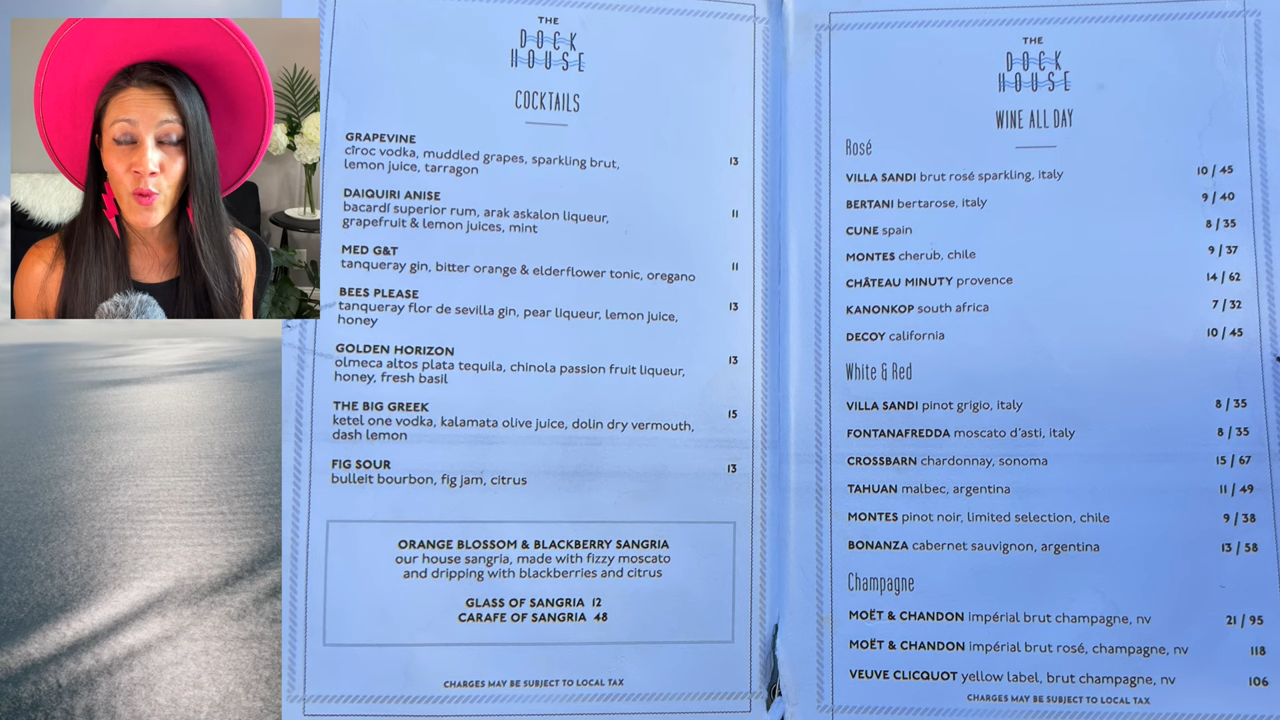 THE
DOCK
HOUSE
COCKTAILS
GRAPEVINE
cîroc vodka, muddled grapes, sparkling brut, 13
lemon juice, tarragon
DAIQUIRI ANISE
bacardí superior rum, arak askalon liqueur, 11
grapefruit & lemon juices, mint
MED G&T
tanqueray gin, bitter orange & elderflower tonic, oregano 11
BEES PLEASE
tanqueray flor de sevilla gin, pear liqueur, lemon juice, 13
honey
GOLDEN HORIZON
olmeca altos plata tequila, chinola passion fruit liqueur, 13
honey, fresh basil
THE BIG GREEK
ketel one vodka, kalamata olive juice, dolin dry vermouth, 15
dash lemon
FIG SOUR
bulleit bourbon, fig jam, citrus 13
ORANGE BLOSSOM & BLACKBERRY SANGRIA
our house sangria, made with fizzy moscato
and dripping with blackberries and citrus
GLASS OF SANGRIA 12
CARAFE OF SANGRIA 48
CHARGES MAY BE SUBJECT TO LOCAL TAX
THE
DOCK
HOUSE
WINE ALL DAY
Rosé
VILLA SANDI brut rosé sparkling, italy 10 / 45
BERTANI bertarose, italy 9 / 40
CUNE spain 8 / 35
MONTES cherub, chile 9 / 37
CHÂTEAU MINUTY provence 14 / 62
KANONKOP south africa 7 / 32
DECOY california 10 / 45
White & Red
VILLA SANDI pinot grigio, italy 8 / 35
FONTANAFREDDA moscato d'asti, italy 8 / 35
CROSSBARN chardonnay, sonoma 15 / 67
TAHUAN malbec, argentina 11 / 49
MONTES pinot noir, limited selection, chile 9 / 38
BONANZA cabernet sauvignon, argentina 13 / 58
Champagne
MOËT & CHANDON impérial brut champagne, nv 21 / 95
MOËT & CHANDON impérial brut rosé, champagne, nv 118
VEUVE CLICQUOT yellow label, brut champagne, nv 106
CHARGES MAY BE SUBJECT TO LOCAL TAX